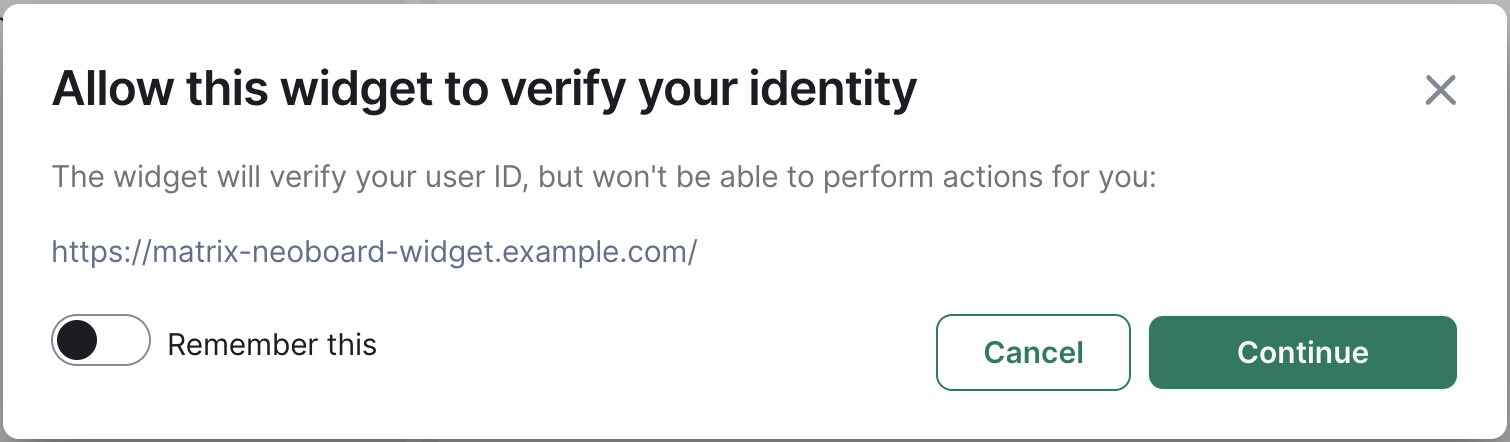 Allow this widget to verify your identity
The widget will verify your user ID, but won't be able to perform actions for you:
https://matrix-neoboard-widget.example.com/
Remember this
Cancel
Continue